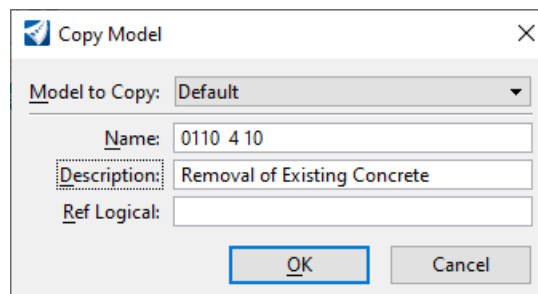 Copy Model
Model to Copy: Default
Name: 0110 4 10
Description: Removal of Existing Concrete
Ref Logical:
OK Cancel